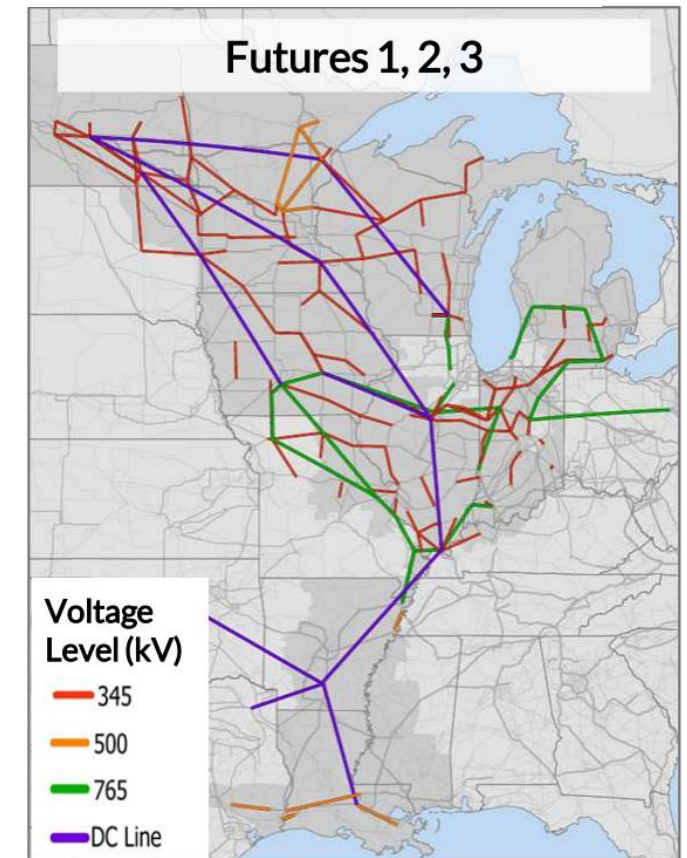 Futures 1, 2, 3
Voltage
Level (kV)
345
500
765
DC Line